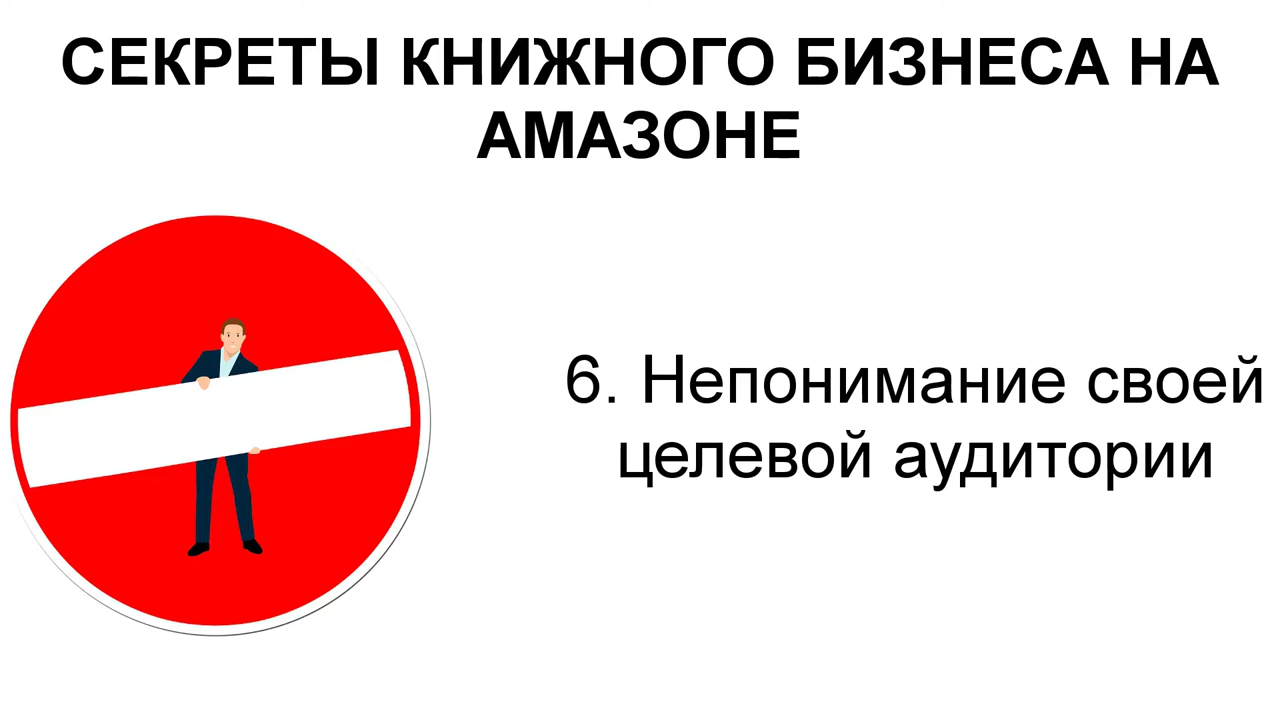 СЕКРЕТЫ КНИЖНОГО БИЗНЕСА НА
АМАЗОНЕ
6. Непонимание своей
целевой аудитории